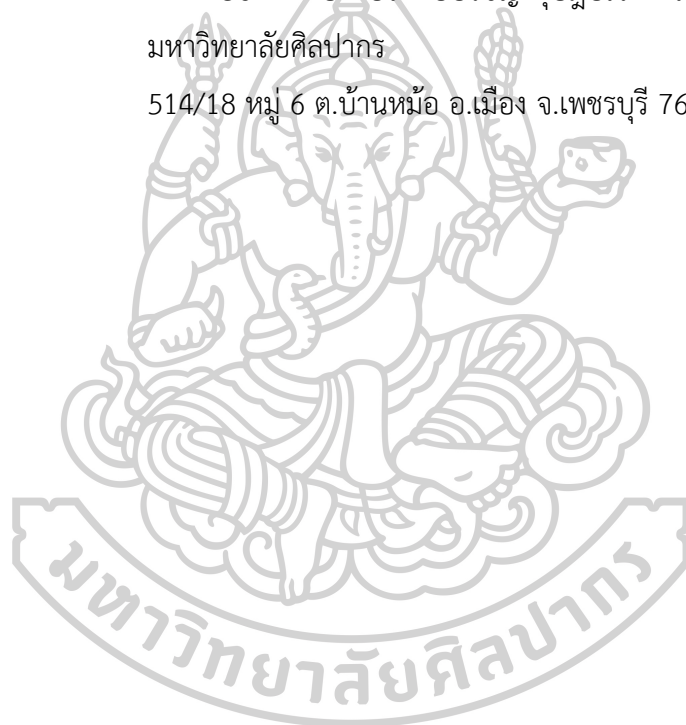 มหาวิทยาลัยศิลปากร
514/18 หมู่ 6 ต.บ้านหม้อ อ.เมือง จ.เพชรบุรี 76
มหาวิทยาลัยศิลปากร